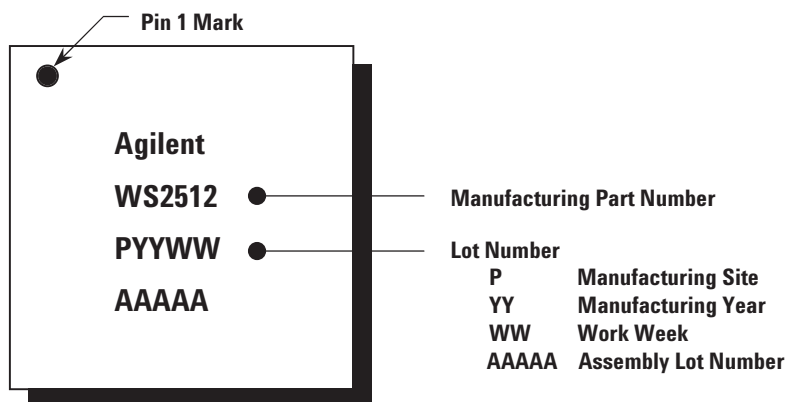 Pin 1 Mark
Agilent
WS2512
Manufacturing Part Number
PYYWW
Lot Number
P Manufacturing Site
AAAAA
YY Manufacturing Year
WW Work Week
AAAAA Assembly Lot Number